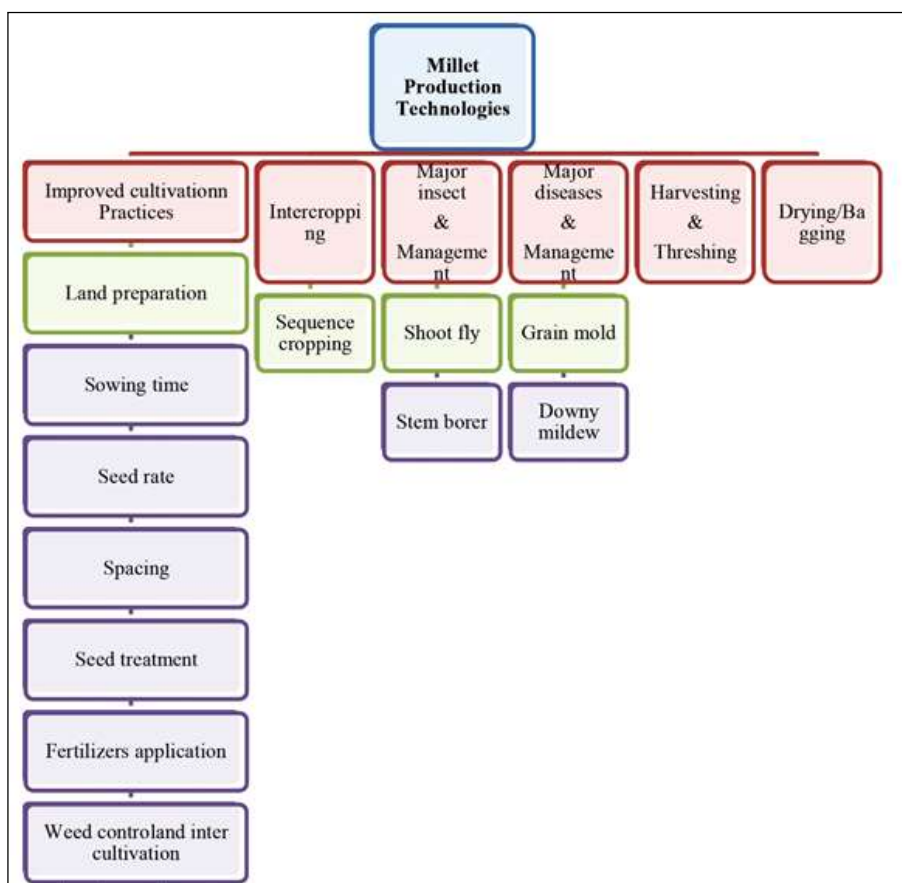 Millet
Production
Technologies
Improved cultivationn
Practices
Intercroppi
ng
Major
insect
&
Manageme
nt
Major
diseases
&
Manageme
nt
Harvesting
&
Threshing
Drying/Ba
gging
Land preparation
Sequence
cropping
Shoot fly
Grain mold
Sowing time
Stem borer
Downy
mildew
Seed rate
Spacing
Seed treatment
Fertilizers application
Weed controland inter
cultivation